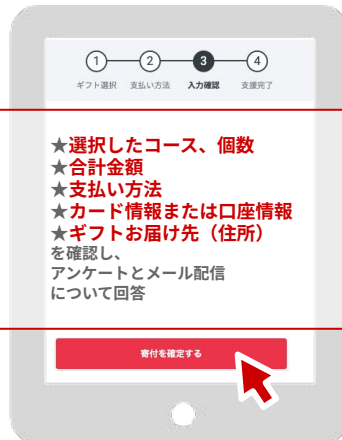 1 2 3 4
ギフト選択 支払い方法 入力確認 支援完了
★選択したコース、個数
★合計金額
★支払い方法
★カード情報または口座情報
★ギフトお届け先（住所）
を確認し、
アンケートとメール配信
について回答
寄付を確定する